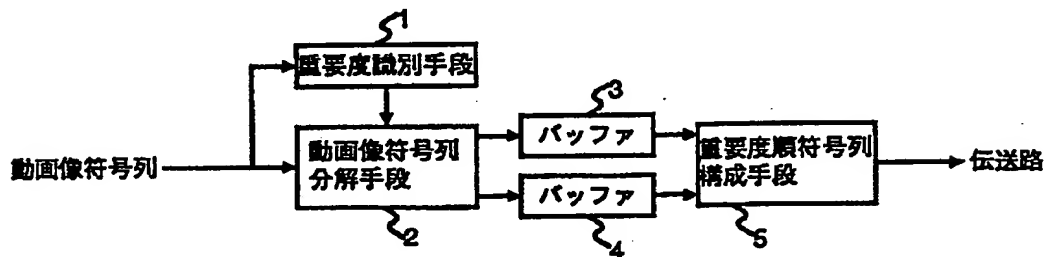 1
重要度識別手段
3
バッファ
動画像符号列
動画像符号列
分解手段
重要度順符号列
構成手段
伝送路
バッファ
2
4
5